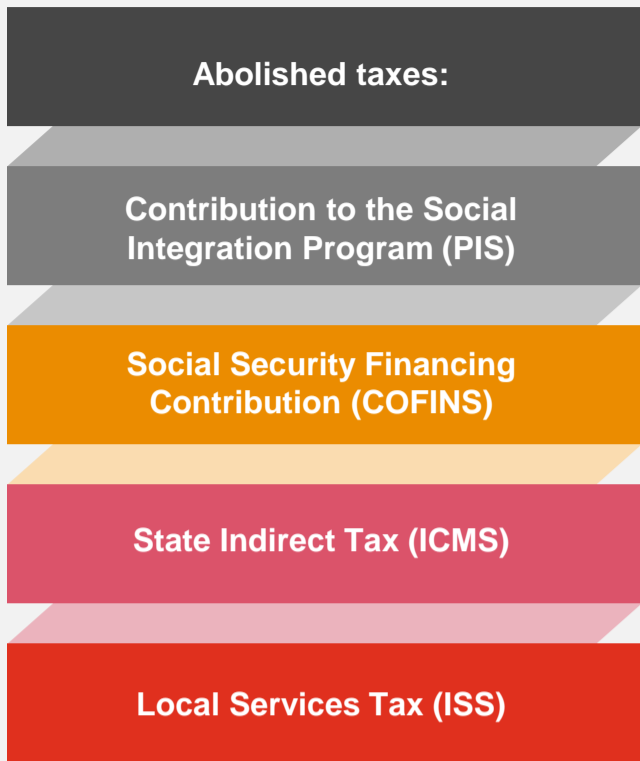 Abolished taxes:
Contribution to the Social
Integration Program (PIS)
Social Security Financing
Contribution (COFINS)
State Indirect Tax (ICMS)
Local Services Tax (ISS)